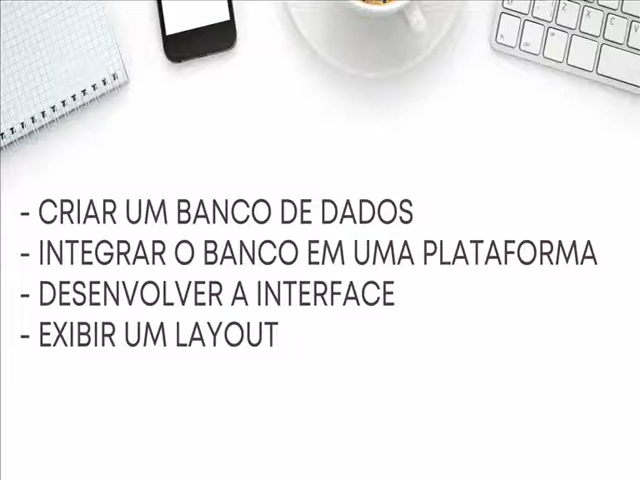 - CRIAR UM BANCO DE DADOS
- INTEGRAR O BANCO EM UMA PLATAFORMA
- DESENVOLVER A INTERFACE
- EXIBIR UM LAYOUT